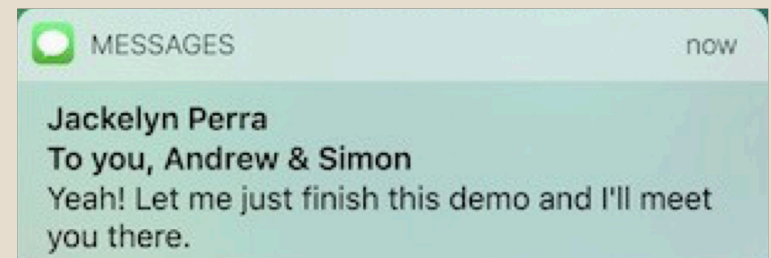 MESSAGES now
Jackelyn Perra
To you, Andrew & Simon
Yeah! Let me just finish this demo and I'll meet
you there.